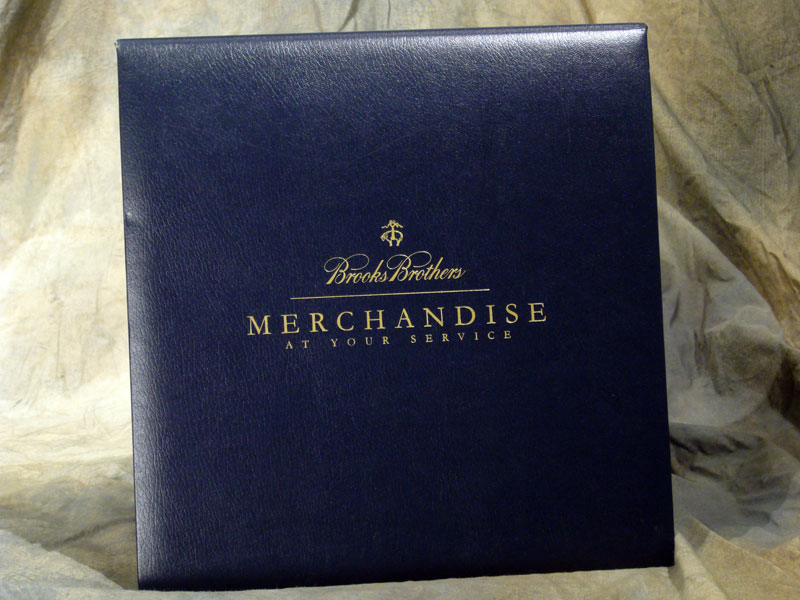 Brooks Brothers
MERCHANDISE
AT YOUR SERVICE